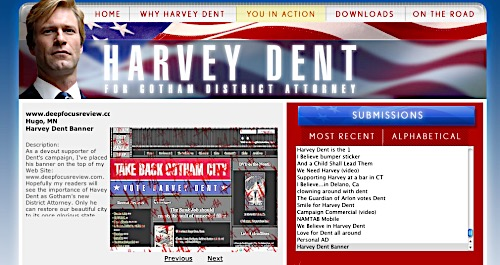 HOME
WHY HARVEY DENT
YOU IN ACTION
DOWNLOADS
ON THE ROAD
HARVEY DENT
FOR GOTHAM DISTRICT ATTORNEY
www.deepfocusreview.cc
Hugo, MN
Harvey Dent Banner
Description:
As a devout supporter of
Dent's campaign, I've placed
his banner on the top of my
Web Site:
www.deepfocusreview.com.
Hopefully my readers will
see the importance of Havey
Dent as Gotham's new
District Attorney. Only he can
restore our beautiful city
to its once glorious state
TAKE BACK GOTHAM CITY
VOTE HARVEY DENT
Previous
Next
SUBMISSIONS
MOST RECENT
ALPHABETICAL
Harvey Dent is the 1
I Believe bumper sticker
And a Child Shall Lead Them
We Need Harvey (video)
Supporting Harvey at a bar in CT
I Believe...in Delano, Ca
clowning around with dent
The Guardian of Arlon votes Dent
Smile for Harvey Dent
Campaign Commercial (video)
NAMTAB Mobile
We Believe in Harvey Dent
Love for Dent all around
Personal AD
Harvey Dent Banner